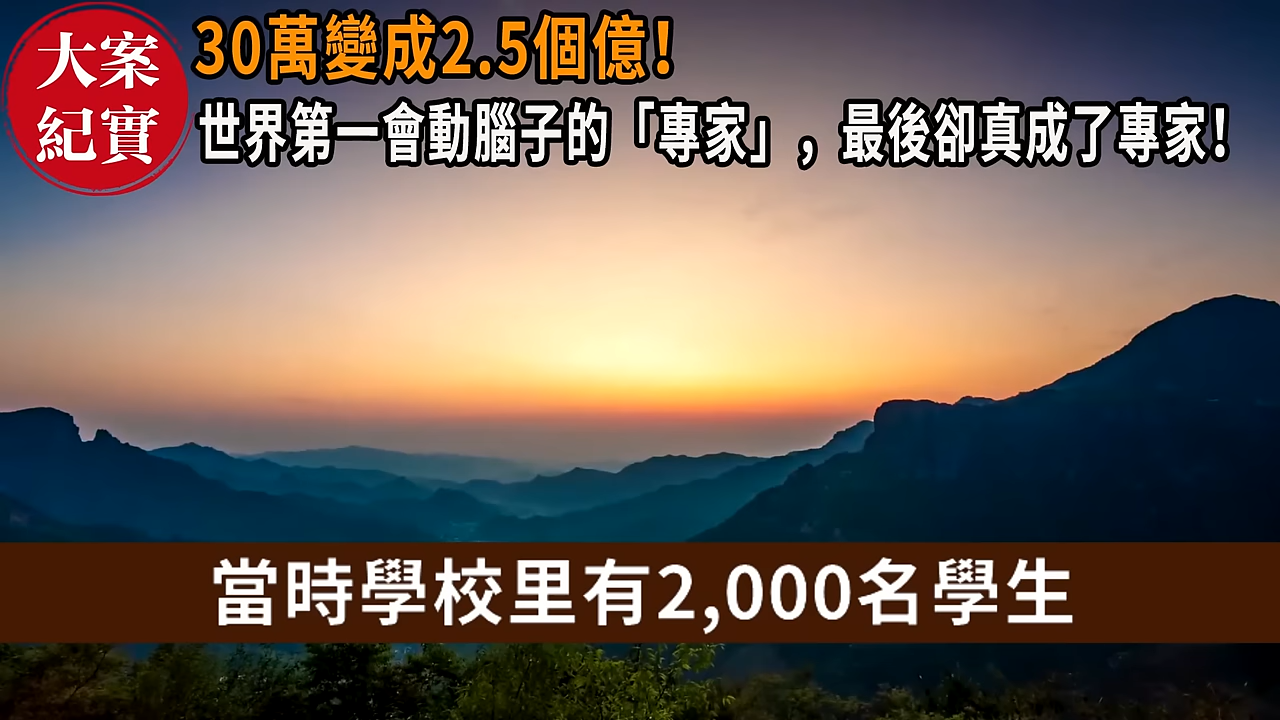 大案
紀實
30萬變成2.5個億！
世界第一會動腦子的「專家」，最後卻真成了專家！
當時學校里有2,000名學生